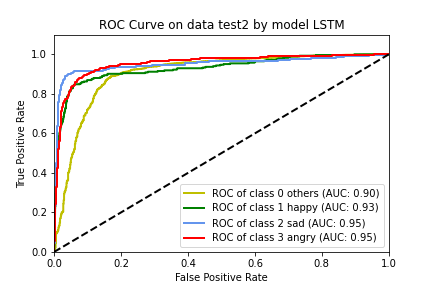 ROC Curve on data test2 by model LSTM
True Positive Rate
1.0
0.8
0.6
0.4
0.2
0.0
ROC of class 0 others (AUC: 0.90)
ROC of class 1 happy (AUC: 0.93)
ROC of class 2 sad (AUC: 0.95)
ROC of class 3 angry (AUC: 0.95)
0.0 0.2 0.4 0.6 0.8 1.0
False Positive Rate